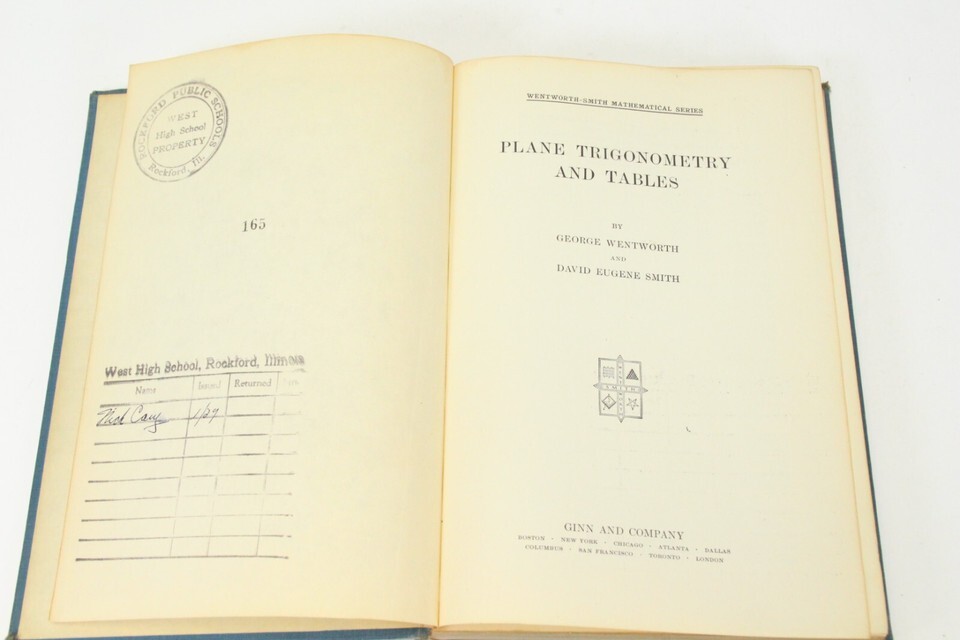 ROCKFORD PUBLIC SCHOOLS
WEST
High School
PROPERTY
Rockford, Ill.
165
West High School, Rockford, Illinois
Name Issued Returned
WENTWORTH-SMITH MATHEMATICAL SERIES
PLANE TRIGONOMETRY
AND TABLES
BY
GEORGE WENTWORTH
AND
DAVID EUGENE SMITH
GINN AND COMPANY
BOSTON · NEW YORK · CHICAGO · ATLANTA · DALLAS
COLUMBUS · SAN FRANCISCO · TORONTO · LONDON